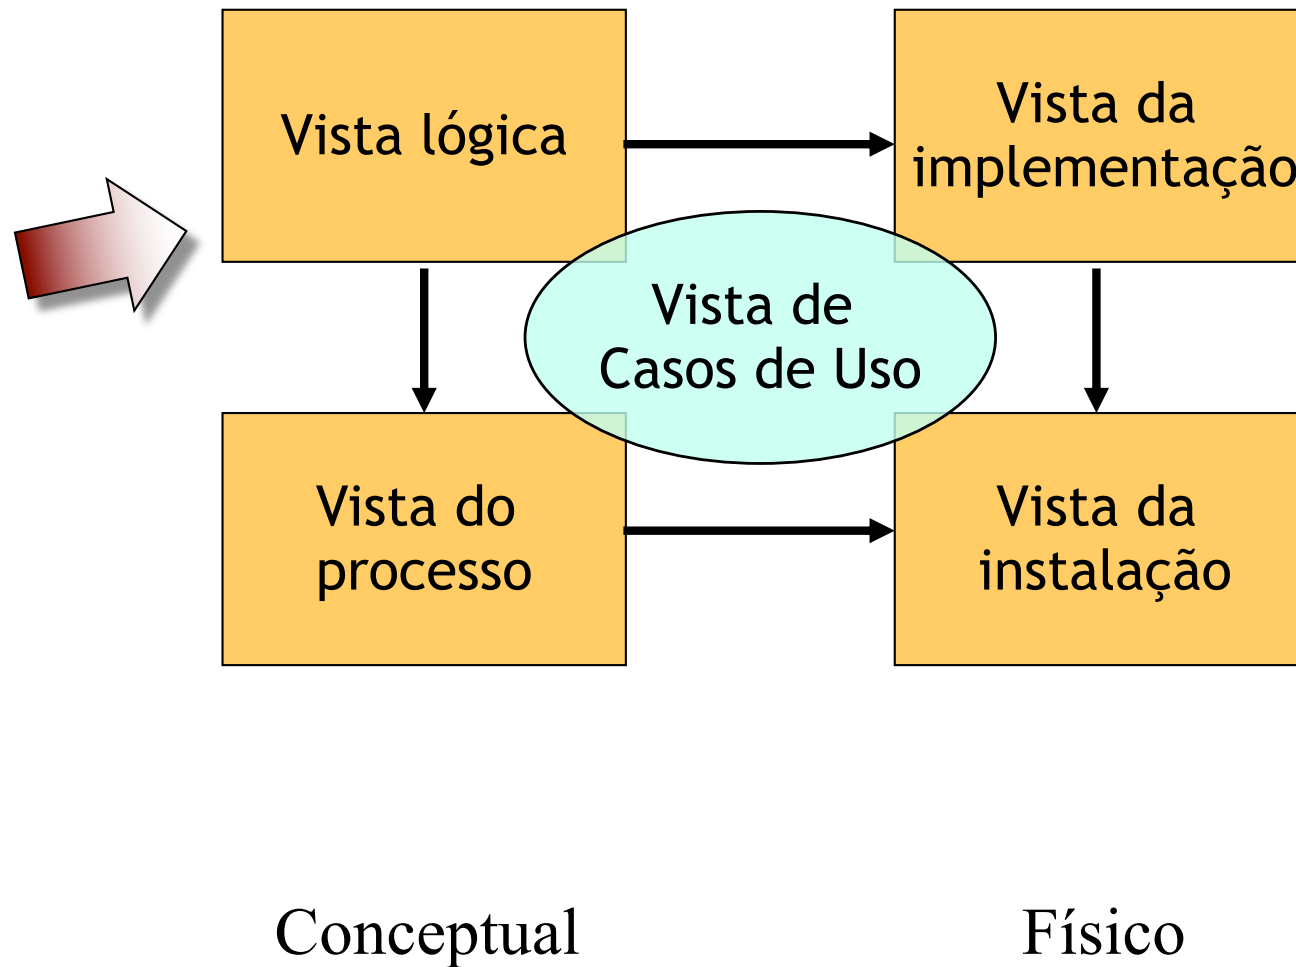 Vista lógica
Vista da
implementação
Vista de
Casos de Uso
Vista do
processo
Vista da
instalação
Conceptual
Físico